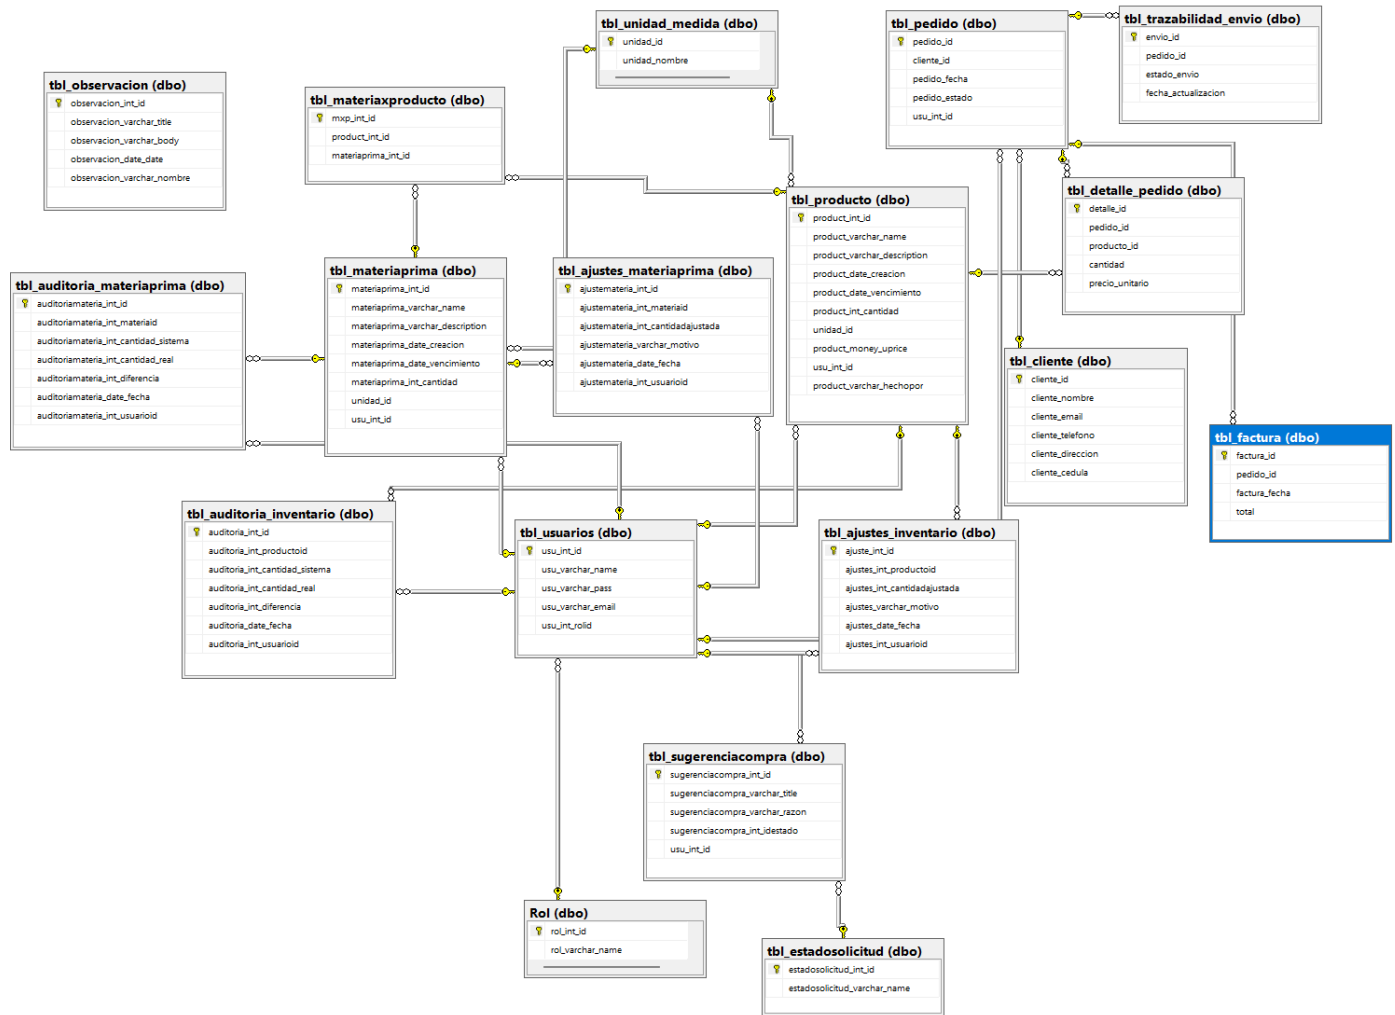 tbl_observacion (dbo)
observacion_int_id
observacion_varchar_title
observacion_varchar_body
observacion_date_date
observacion_varchar_nombre
tbl_materiaxproducto (dbo)
mxp_int_id
product_int_id
materiaprima_int_id
tbl_unidad_medida (dbo)
unidad_id
unidad_nombre
tbl_pedido (dbo)
pedido_id
cliente_id
pedido_fecha
pedido_estado
usu_int_id
tbl_trazabilidad_envio (dbo)
envio_id
pedido_id
estado_envio
fecha_actualizacion
tbl_producto (dbo)
product_int_id
product_varchar_name
product_varchar_description
product_date_creacion
product_date_vencimiento
product_int_cantidad
unidad_id
product_money_uprice
usu_int_id
product_varchar_hechopor
tbl_detalle_pedido (dbo)
detalle_id
pedido_id
producto_id
cantidad
precio_unitario
tbl_auditoria_materiaprima (dbo)
auditoriamateria_int_id
auditoriamateria_int_materiaid
auditoriamateria_int_cantidad_sistema
auditoriamateria_int_cantidad_real
auditoriamateria_int_diferencia
auditoriamateria_date_fecha
auditoriamateria_int_usuarioid
tbl_materiaprima (dbo)
materiaprima_int_id
materiaprima_varchar_name
materiaprima_varchar_description
materiaprima_date_creacion
materiaprima_date_vencimiento
materiaprima_int_cantidad
unidad_id
usu_int_id
tbl_ajustes_materiaprima (dbo)
ajustemateria_int_id
ajustemateria_int_materiaid
ajustemateria_int_cantidadajustada
ajustemateria_varchar_motivo
ajustemateria_date_fecha
ajustemateria_int_usuarioid
tbl_cliente (dbo)
cliente_id
cliente_nombre
cliente_email
cliente_telefono
cliente_direccion
cliente_cedula
tbl_factura (dbo)
factura_id
pedido_id
factura_fecha
total
tbl_auditoria_inventario (dbo)
auditoria_int_id
auditoria_int_productoid
auditoria_int_cantidad_sistema
auditoria_int_cantidad_real
auditoria_int_diferencia
auditoria_date_fecha
auditoria_int_usuarioid
tbl_usuarios (dbo)
usu_int_id
usu_varchar_name
usu_varchar_pass
usu_varchar_email
usu_int_rolid
tbl_ajustes_inventario (dbo)
ajuste_int_id
ajustes_int_productoid
ajustes_int_cantidadajustada
ajustes_varchar_motivo
ajustes_date_fecha
ajustes_int_usuarioid
tbl_sugerenciacompra (dbo)
sugerenciacompra_int_id
sugerenciacompra_varchar_title
sugerenciacompra_varchar_razon
sugerenciacompra_int_idestado
usu_int_id
Rol (dbo)
rol_int_id
rol_varchar_name
tbl_estadosolicitud (dbo)
estadosolicitud_int_id
estadosolicitud_varchar_name